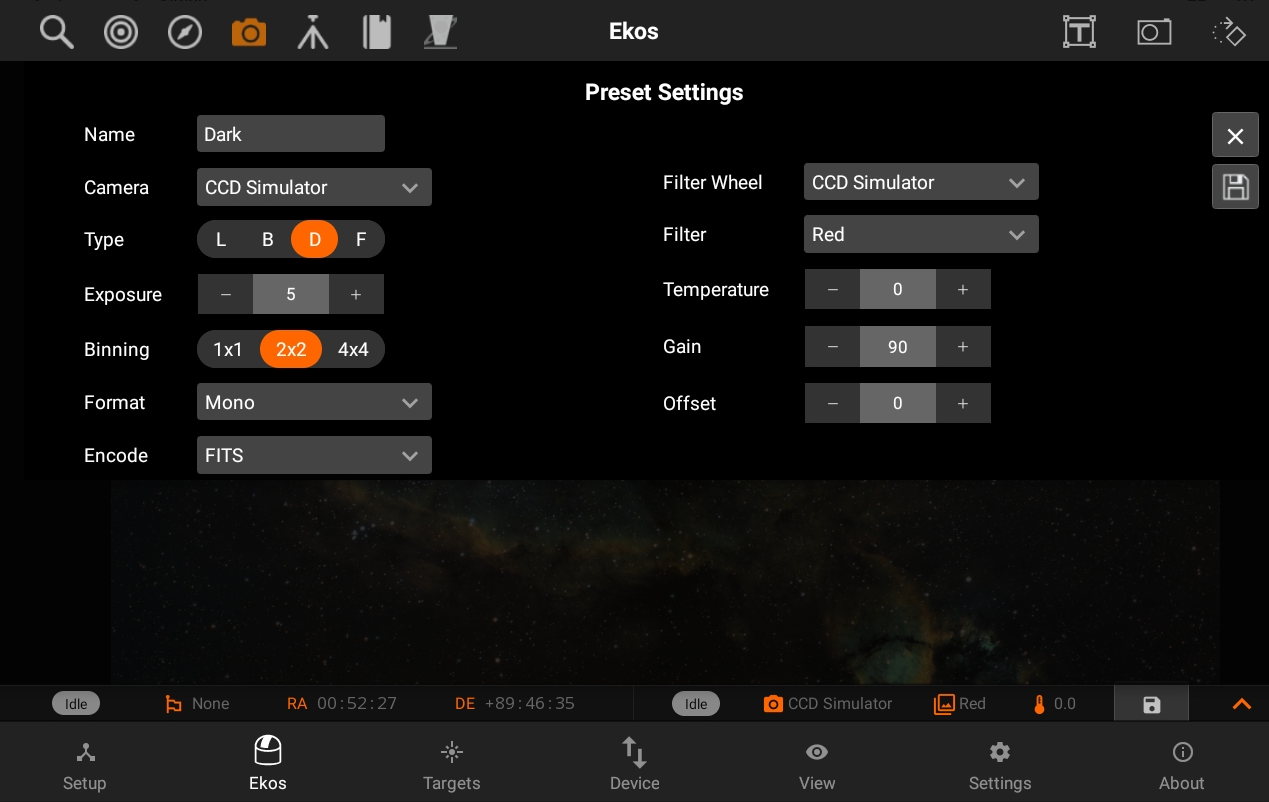 Ekos
Preset Settings
Name Dark
Camera CCD Simulator
Type L B D F
Exposure − 5 +
Binning 1x1 2x2 4x4
Format Mono
Encode FITS
Filter Wheel CCD Simulator
Filter Red
Temperature − 0 +
Gain − 90 +
Offset − 0 +
Idle None RA 00:52:27 DE +89:46:35 Idle CCD Simulator Red 0.0
Setup Ekos Targets Device View Settings About